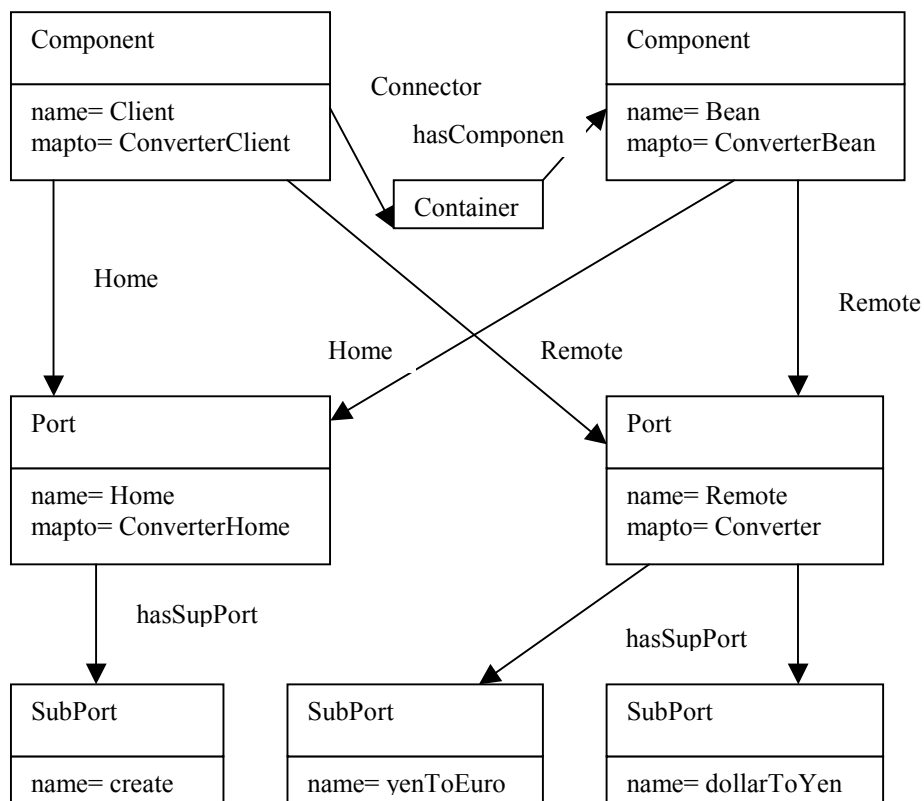 Component
Component
name= Client
mapto= ConverterClient
Connector
hasComponen
name= Bean
mapto= ConverterBean
Container
Home
Remote
Home
Remote
Port
Port
name= Home
mapto= ConverterHome
name= Remote
mapto= Converter
hasSupPort
hasSupPort
SubPort
SubPort
SubPort
name= create
name= yenToEuro
name= dollarToYen